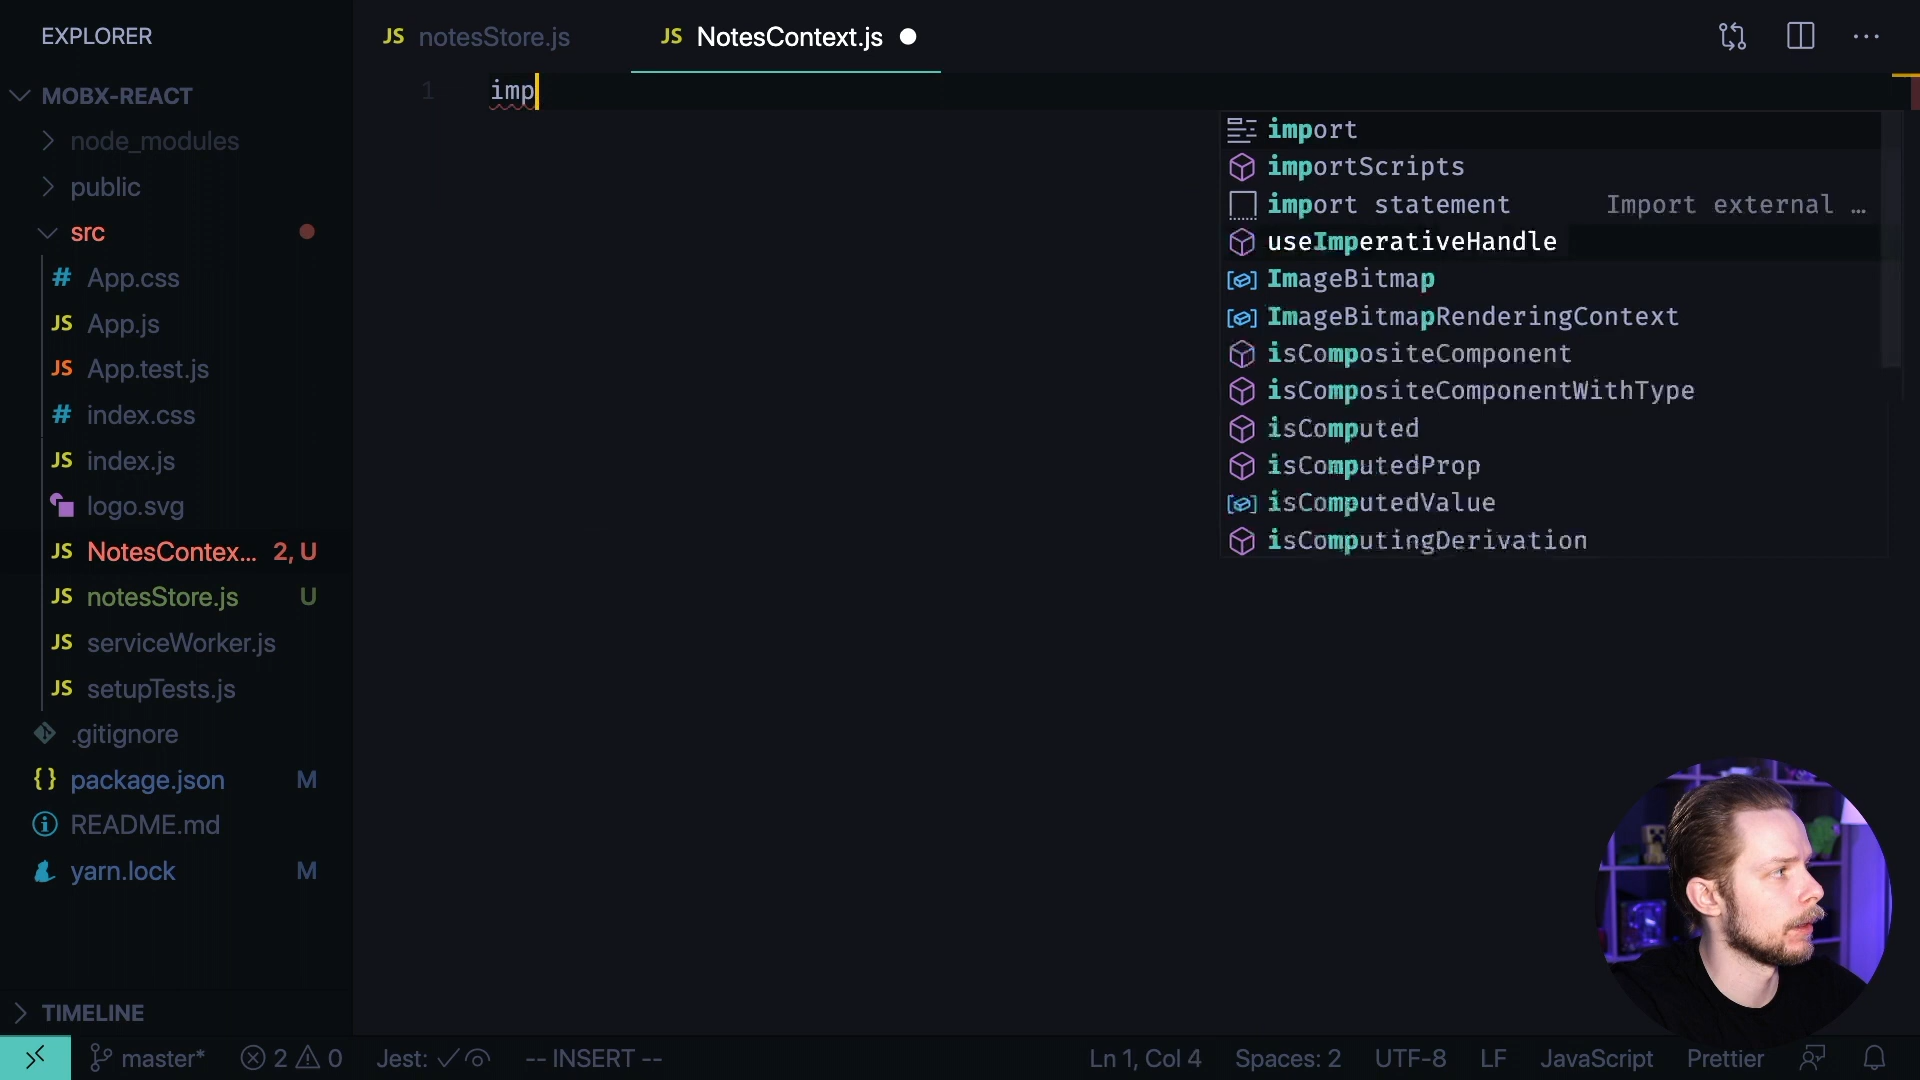 EXPLORER
JS notesStore.js
JS NotesContext.js
MOBX-REACT
node_modules
public
src
# App.css
JS App.js
JS App.test.js
# index.css
JS index.js
logo.svg
JS NotesContex... 2, U
JS notesStore.js U
JS serviceWorker.js
JS setupTests.js
.gitignore
{} package.json M
README.md
yarn.lock M
TIMELINE
1 imp
import
importScripts
import statement Import external …
useImperativeHandle
ImageBitmap
ImageBitmapRenderingContext
isCompositeComponent
isCompositeComponentWithType
isComputed
isComputedProp
isComputedValue
isComputingDerivation
master* 2 0 Jest: -- INSERT -- Ln 1, Col 4 Spaces: 2 UTF-8 LF JavaScript Prettier